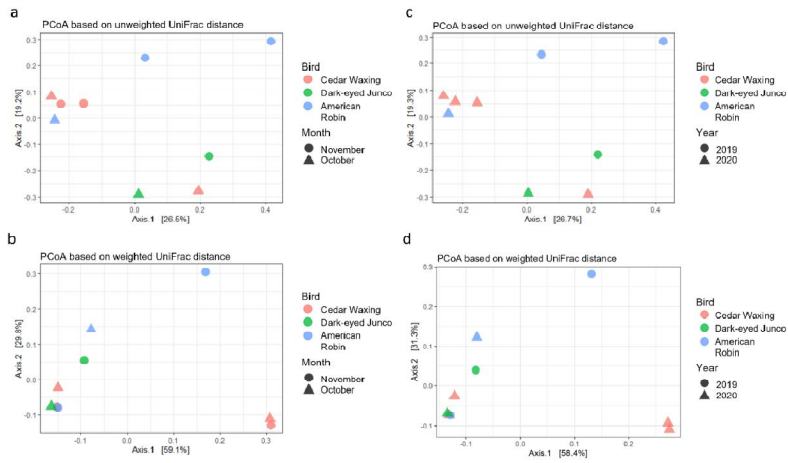 a
PCoA based on unweighted UniFrac distance
0.3
0.2
0.1
0.0
-0.1
-0.2
-0.3
Axis.2 [19.2%]
-0.2
0.0
0.2
0.4
Axis.1 [26.5%]
Bird
Cedar Waxing
Dark-eyed Junco
American
Robin
Month
November
October
c
PCoA based on unweighted UniFrac distance
0.3
0.2
0.1
0.0
-0.1
-0.2
-0.3
Axis.2 [19.3%]
-0.2
0.0
0.2
0.4
Axis.1 [26.7%]
Bird
Cedar Waxing
Dark-eyed Junco
American
Robin
Year
2019
2020
b
PCoA based on weighted UniFrac distance
0.3
0.2
0.1
0.0
-0.1
Axis.2 [29.8%]
-0.1
0.0
0.1
0.2
0.3
Axis.1 [59.1%]
Bird
Cedar Waxing
Dark-eyed Junco
American
Robin
Month
November
October
d
PCoA based on weighted UniFrac distance
0.2
0.1
0.0
-0.1
Axis.2 [31.3%]
-0.1
0.0
0.1
0.2
Axis.1 [58.4%]
Bird
Cedar Waxing
Dark-eyed Junco
American
Robin
Year
2019
2020